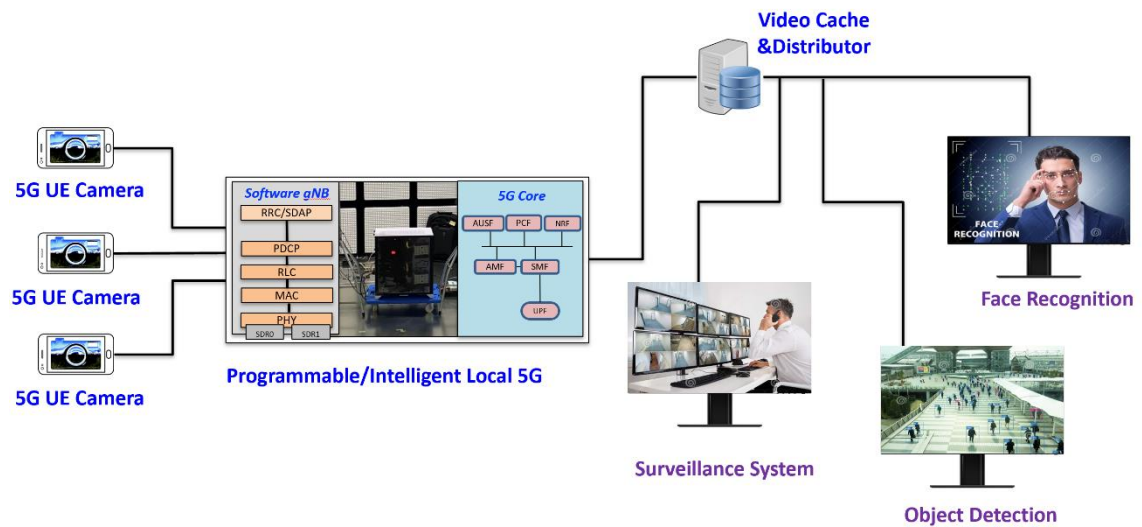 Video Cache
&Distributor
5G UE Camera
5G UE Camera
5G UE Camera
Software gNB
RRC/SDAP
PDCP
RLC
MAC
PHY
SDR0
SDR1
5G Core
AUSF
PCF
NRF
AMF
SMF
UPF
Programmable/Intelligent Local 5G
FACE
RECOGNITION
Face Recognition
Surveillance System
Object Detection